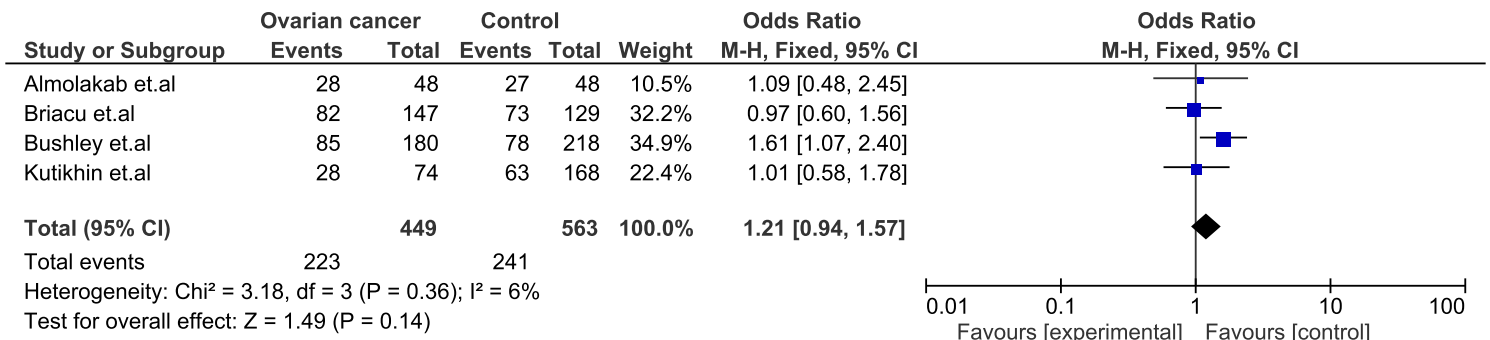 Ovarian cancer Control Odds Ratio Odds Ratio
Study or Subgroup Events Total Events Total Weight M-H, Fixed, 95% CI M-H, Fixed, 95% CI
Almolakab et.al 28 48 27 48 10.5% 1.09 [0.48, 2.45]
Briacu et.al 82 147 73 129 32.2% 0.97 [0.60, 1.56]
Bushley et.al 85 180 78 218 34.9% 1.61 [1.07, 2.40]
Kutikhin et.al 28 74 63 168 22.4% 1.01 [0.58, 1.78]
Total (95% CI) 449 563 100.0% 1.21 [0.94, 1.57]
Total events 223 241
Heterogeneity: Chi² = 3.18, df = 3 (P = 0.36); I² = 6%
Test for overall effect: Z = 1.49 (P = 0.14)
0.01 0.1 1 10 100
Favours [experimental] Favours [control]